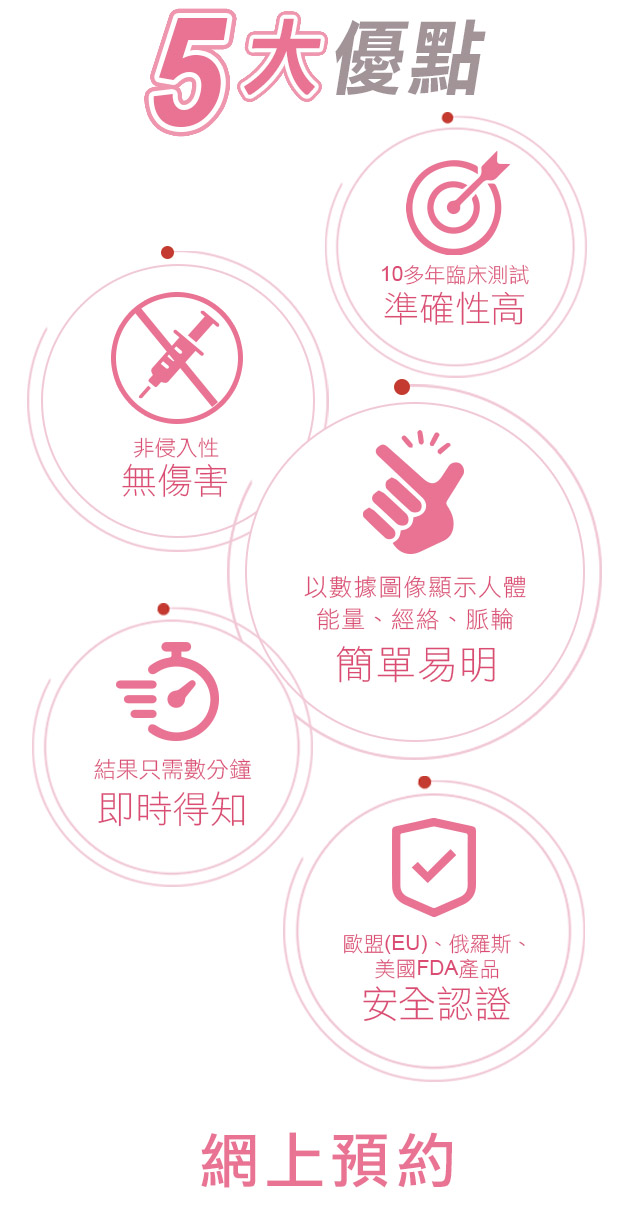 5大優點
10多年臨床測試
準確性高
非侵入性
無傷害
以數據圖像顯示人體
能量、經絡、脈輪
簡單易明
結果只需數分鐘
即時得知
歐盟(EU)、俄羅斯、
美國FDA產品
安全認證
網上預約